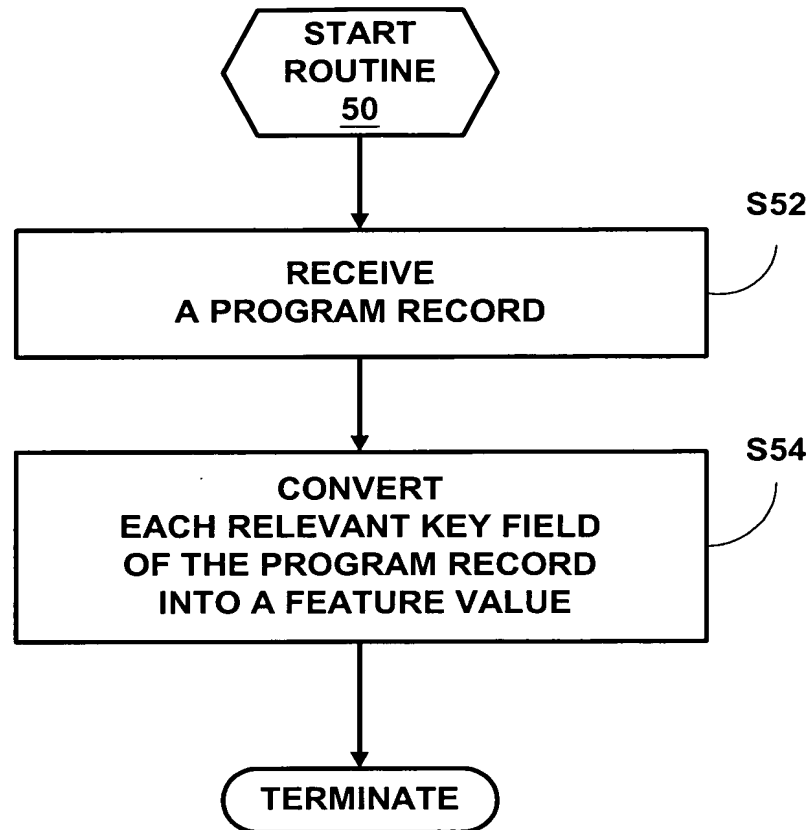 START
ROUTINE
50
S52
RECEIVE
A PROGRAM RECORD
S54
CONVERT
EACH RELEVANT KEY FIELD
OF THE PROGRAM RECORD
INTO A FEATURE VALUE
TERMINATE